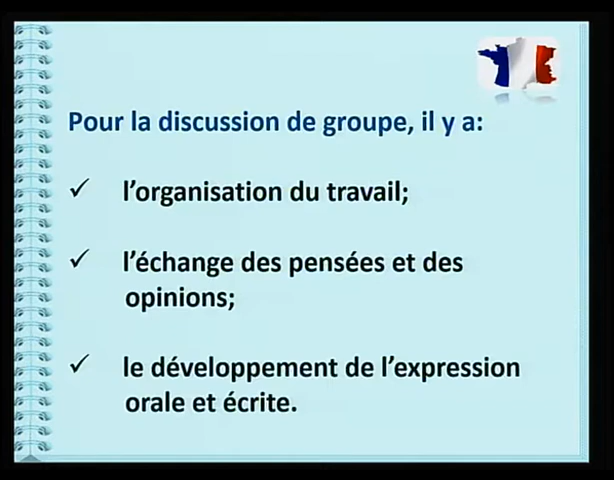 Pour la discussion de groupe, il y a:
✓ l'organisation du travail;
✓ l'échange des pensées et des
opinions;
✓ le développement de l'expression
orale et écrite.